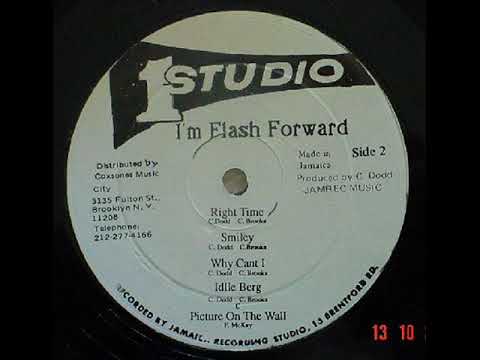 1 STUDIO
I'm Flash Forward
Distributed by:
Coxsones Music
City
5135 Fulton St.,
Brooklyn N. Y.
11208
Telephone:
212-277-4166
Made in
Jamaica
Side 2
Produced by C. Dodd
JAMREC MUSIC
Right Time
C. Dodd C. Brooks
Smiley
C. Dodd C. Brooks
Why Cant I
C. Dodd C. Brooks
Idlle Berg
C. Dodd C. Brooks
C
Picture On The Wall
F. McKay
RECORDED BY JAMAICA RECORDING STUDIO, 13 BRENTFORD RD.
13 10